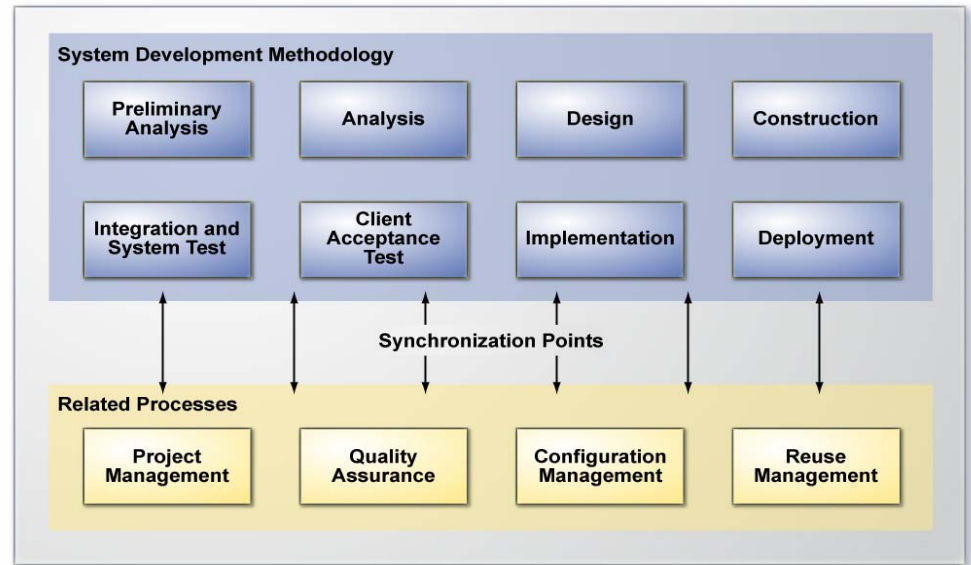 System Development Methodology
Preliminary
Analysis
Analysis
Design
Construction
Integration and
System Test
Client
Acceptance
Test
Implementation
Deployment
Synchronization Points
Related Processes
Project
Management
Quality
Assurance
Configuration
Management
Reuse
Management